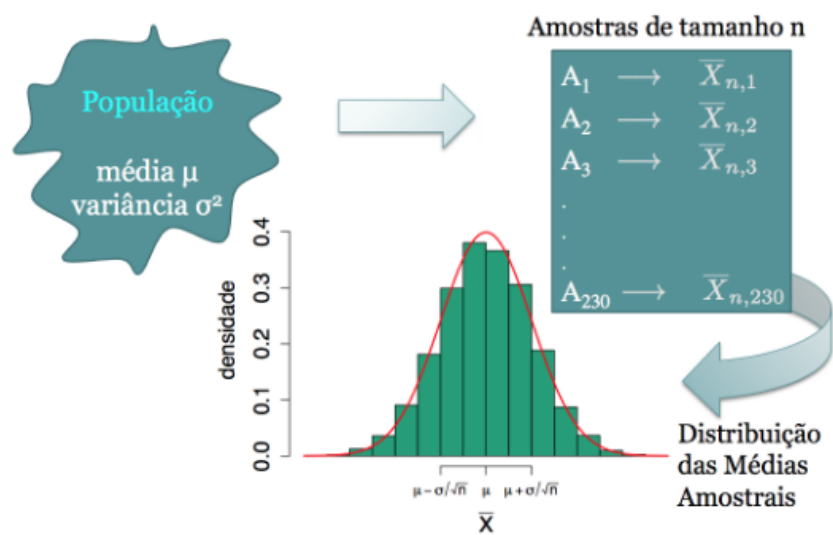 População
média μ
variância σ²
Amostras de tamanho n
A₁ → X̅ₙ,₁
A₂ → X̅ₙ,₂
A₃ → X̅ₙ,₃
.
.
.
A₂₃₀ → X̅ₙ,₂₃₀
densidade
0.4
0.3
0.2
0.1
0.0
μ−σ/√n μ μ+σ/√n
X̅
Distribuição
das Médias
Amostrais